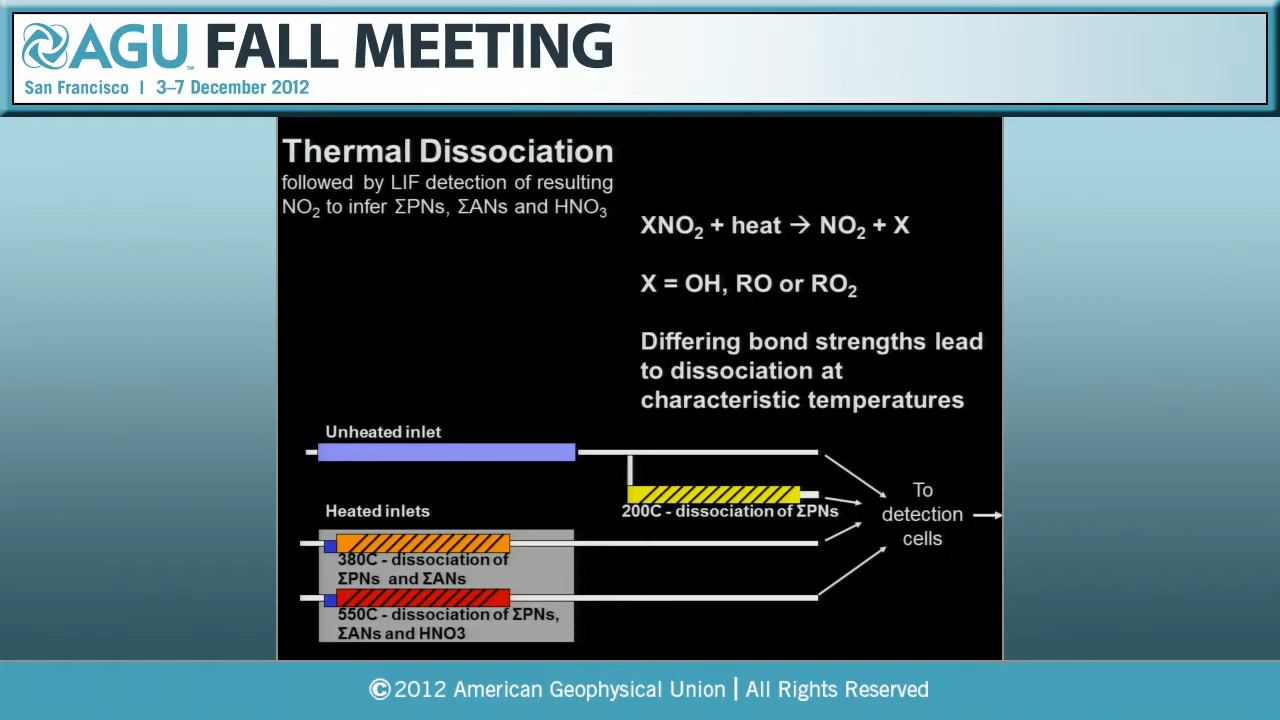 AGU FALL MEETING
San Francisco | 3–7 December 2012
Thermal Dissociation
followed by LIF detection of resulting
NO2 to infer ΣPNs, ΣANs and HNO3
XNO2 + heat → NO2 + X
X = OH, RO or RO2
Differing bond strengths lead
to dissociation at
characteristic temperatures
Unheated inlet
200C - dissociation of ΣPNs
To
detection
cells
Heated inlets
380C - dissociation of
ΣPNs and ΣANs
550C - dissociation of ΣPNs,
ΣANs and HNO3
©2012 American Geophysical Union | All Rights Reserved